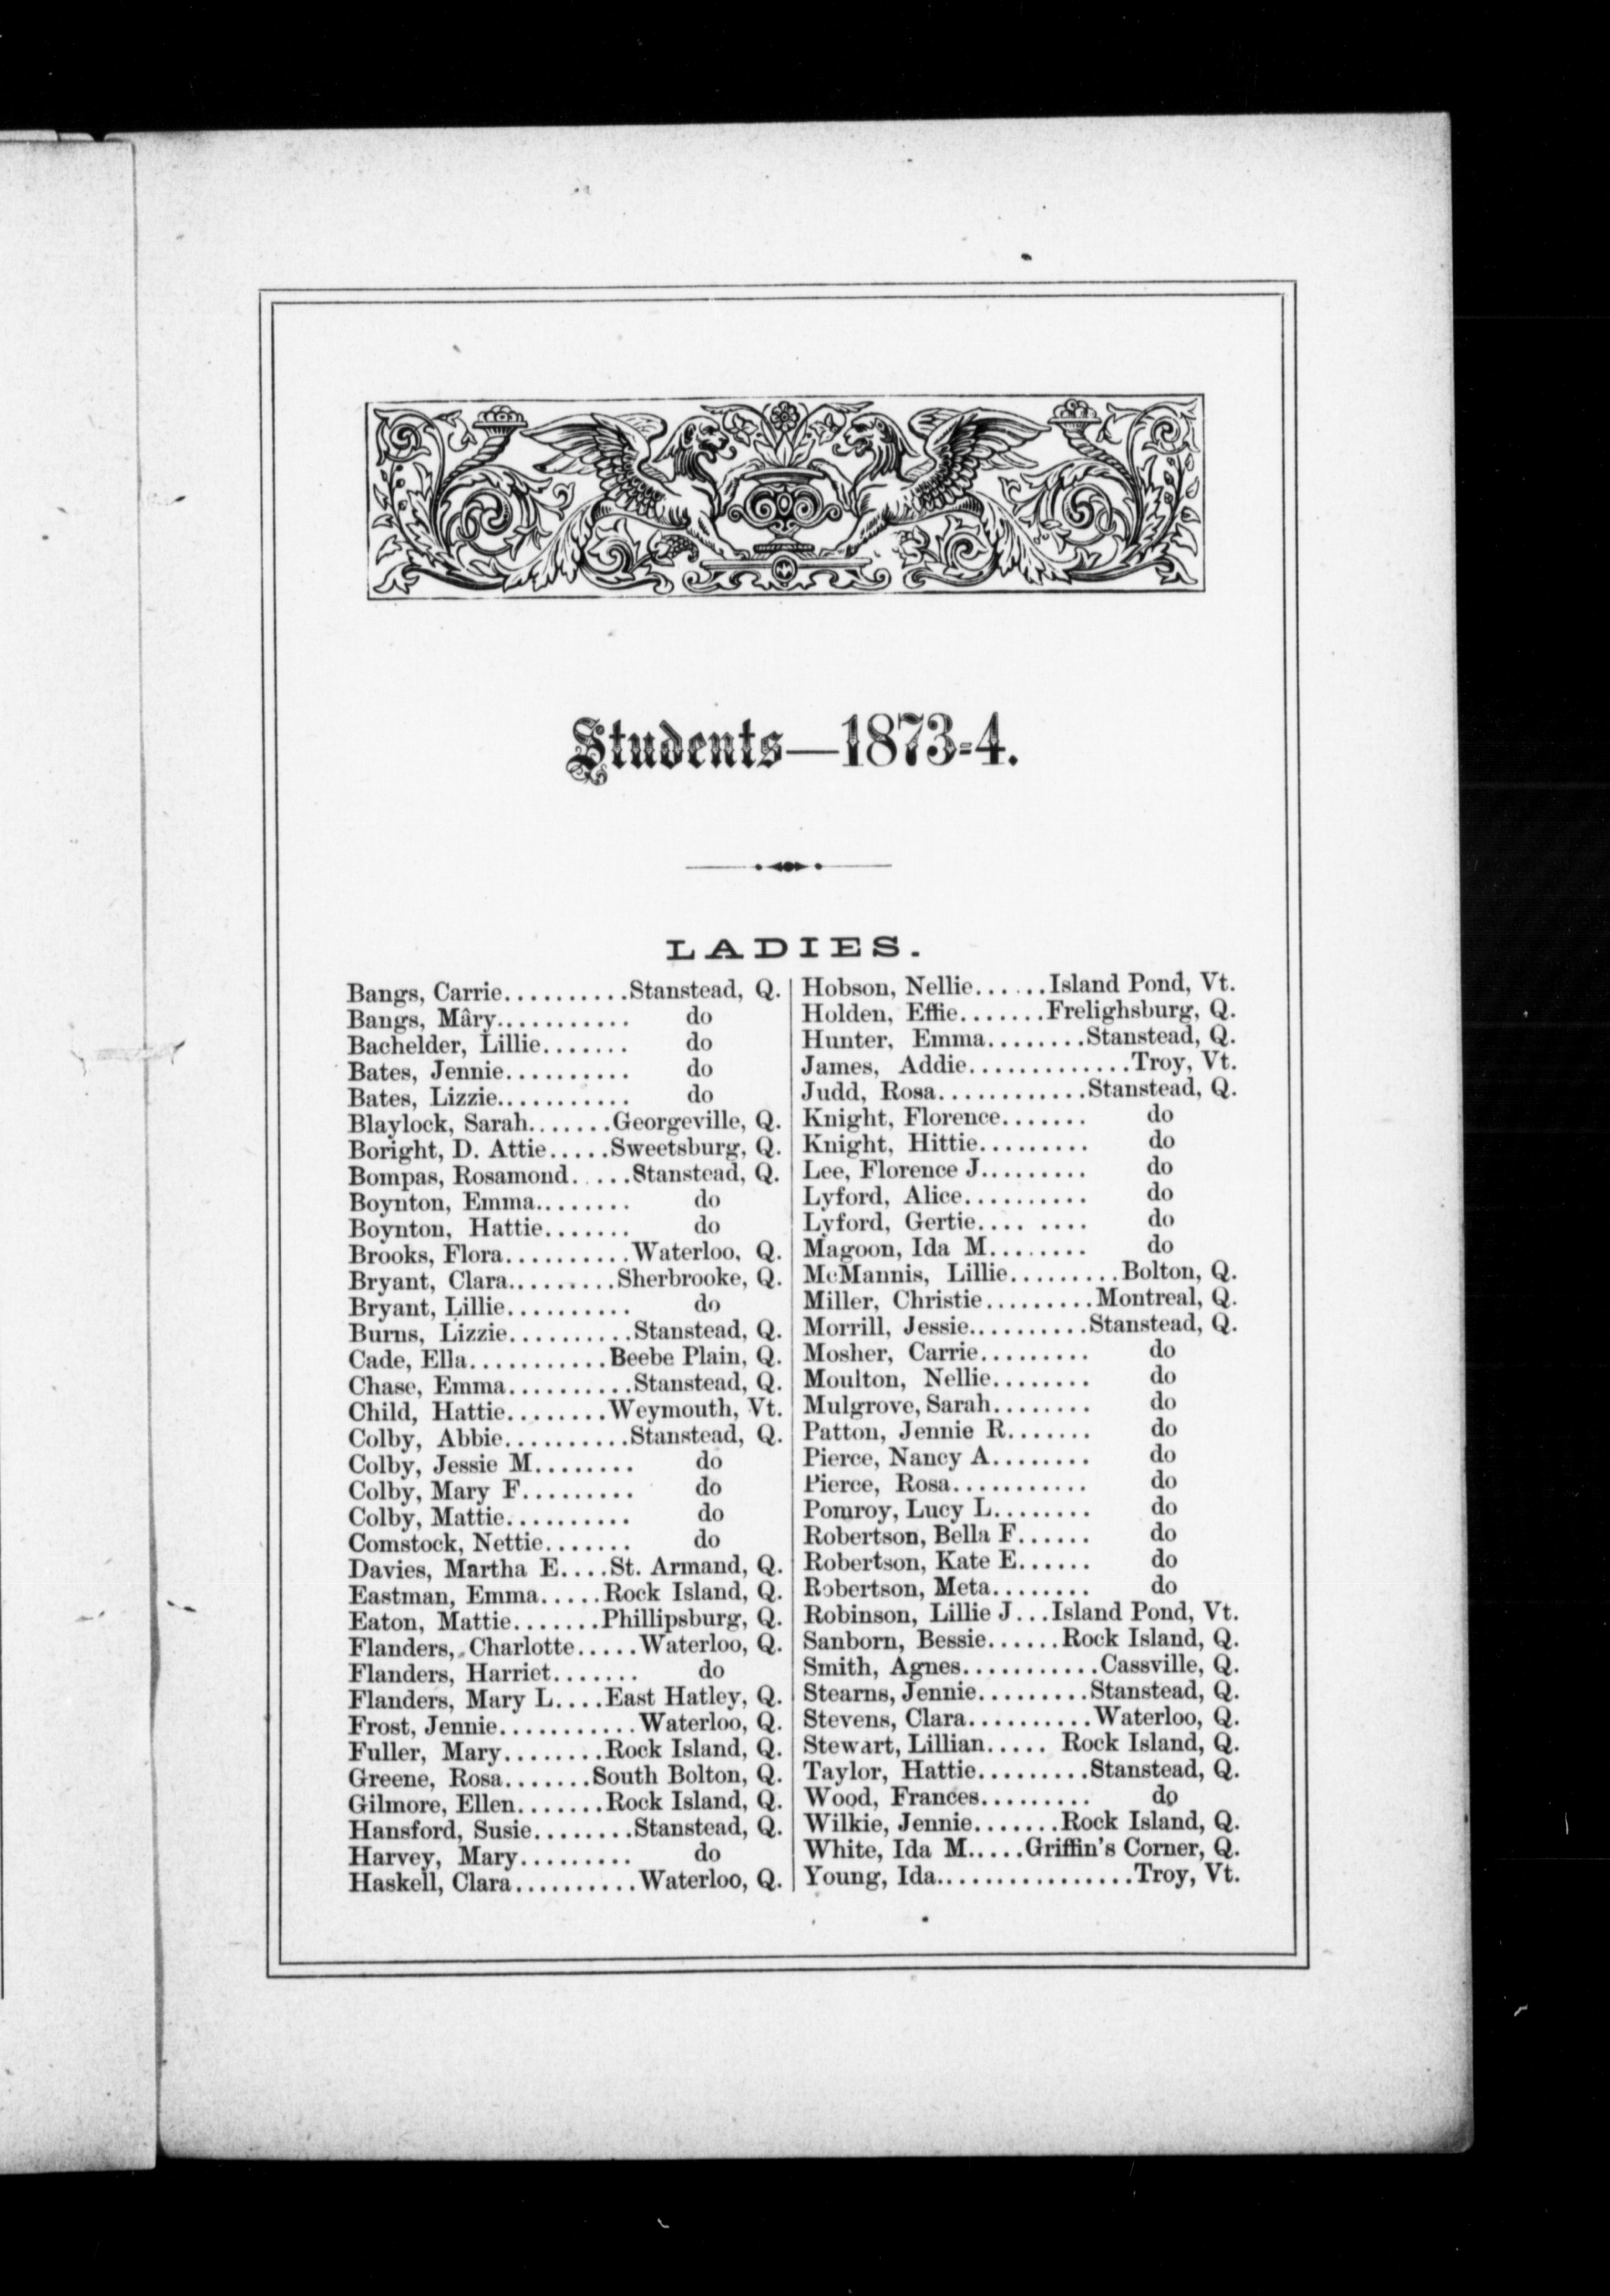 Students—1873-4.
LADIES.
Bangs, Carrie..........Stanstead, Q.
Bangs, Mâry........... do
Bachelder, Lillie....... do
Bates, Jennie.......... do
Bates, Lizzie........... do
Blaylock, Sarah.......Georgeville, Q.
Boright, D. Attie.....Sweetsburg, Q.
Bompas, Rosamond. ...Stanstead, Q.
Boynton, Emma........ do
Boynton, Hattie....... do
Brooks, Flora..........Waterloo, Q.
Bryant, Clara.........Sherbrooke, Q.
Bryant, Lillie.......... do
Burns, Lizzie..........Stanstead, Q.
Cade, Ella...........Beebe Plain, Q.
Chase, Emma..........Stanstead, Q.
Child, Hattie........Weymouth, Vt.
Colby, Abbie..........Stanstead, Q.
Colby, Jessie M........ do
Colby, Mary F......... do
Colby, Mattie.......... do
Comstock, Nettie....... do
Davies, Martha E....St. Armand, Q.
Eastman, Emma.....Rock Island, Q.
Eaton, Mattie.......Phillipsburg, Q.
Flanders, Charlotte.....Waterloo, Q.
Flanders, Harriet....... do
Flanders, Mary L....East Hatley, Q.
Frost, Jennie...........Waterloo, Q.
Fuller, Mary........Rock Island, Q.
Greene, Rosa.......South Bolton, Q.
Gilmore, Ellen.......Rock Island, Q.
Hansford, Susie........Stanstead, Q.
Harvey, Mary......... do
Haskell, Clara..........Waterloo, Q.
Hobson, Nellie......Island Pond, Vt.
Holden, Effie.......Frelighsburg, Q.
Hunter, Emma........Stanstead, Q.
James, Addie.............Troy, Vt.
Judd, Rosa............Stanstead, Q.
Knight, Florence....... do
Knight, Hittie......... do
Lee, Florence J......... do
Lyford, Alice.......... do
Lyford, Gertie.... .... do
Magoon, Ida M........ do
McMannis, Lillie.........Bolton, Q.
Miller, Christie.........Montreal, Q.
Morrill, Jessie..........Stanstead, Q.
Mosher, Carrie......... do
Moulton, Nellie........ do
Mulgrove, Sarah........ do
Patton, Jennie R....... do
Pierce, Nancy A........ do
Pierce, Rosa........... do
Pomroy, Lucy L........ do
Robertson, Bella F...... do
Robertson, Kate E...... do
Robertson, Meta........ do
Robinson, Lillie J...Island Pond, Vt.
Sanborn, Bessie......Rock Island, Q.
Smith, Agnes...........Cassville, Q.
Stearns, Jennie.........Stanstead, Q.
Stevens, Clara..........Waterloo, Q.
Stewart, Lillian..... Rock Island, Q.
Taylor, Hattie.........Stanstead, Q.
Wood, Frances......... do
Wilkie, Jennie.......Rock Island, Q.
White, Ida M.....Griffin's Corner, Q.
Young, Ida................Troy, Vt.